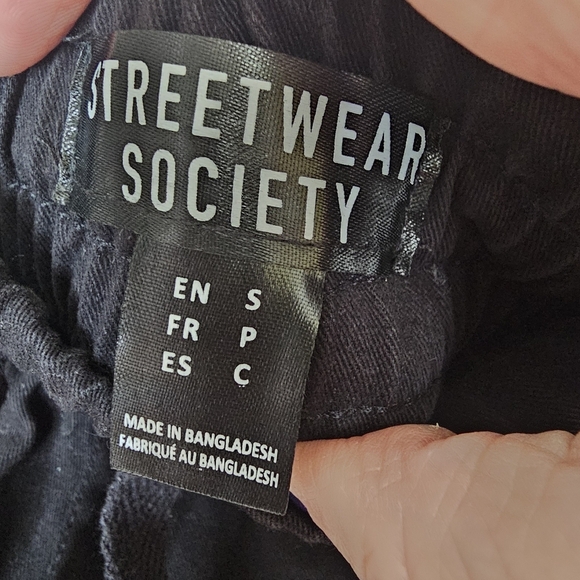 STREETWEAR
SOCIETY
EN S
FR P
ES C
MADE IN BANGLADESH
FABRIQUÉ AU BANGLADESH